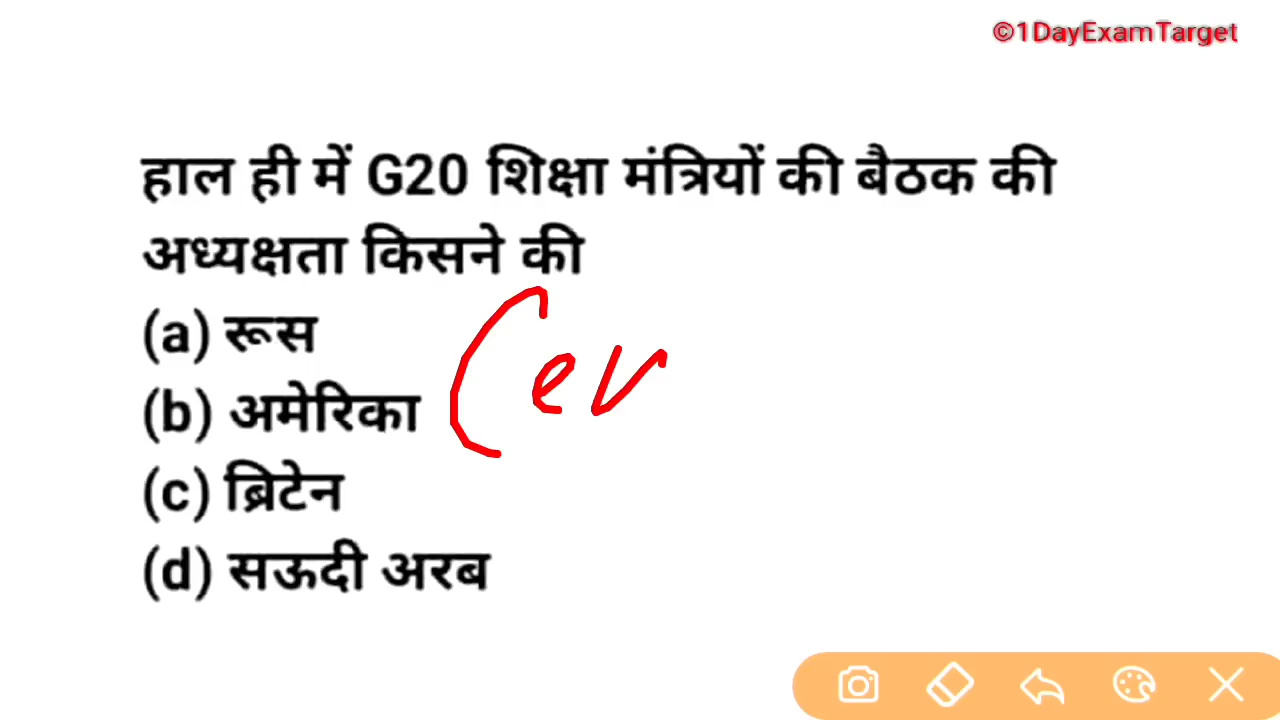 ©1DayExamTarget
हाल ही में G20 शिक्षा मंत्रियों की बैठक की
अध्यक्षता किसने की
(a) रूस
(b) अमेरिका
(c) ब्रिटेन
(d) सऊदी अरब